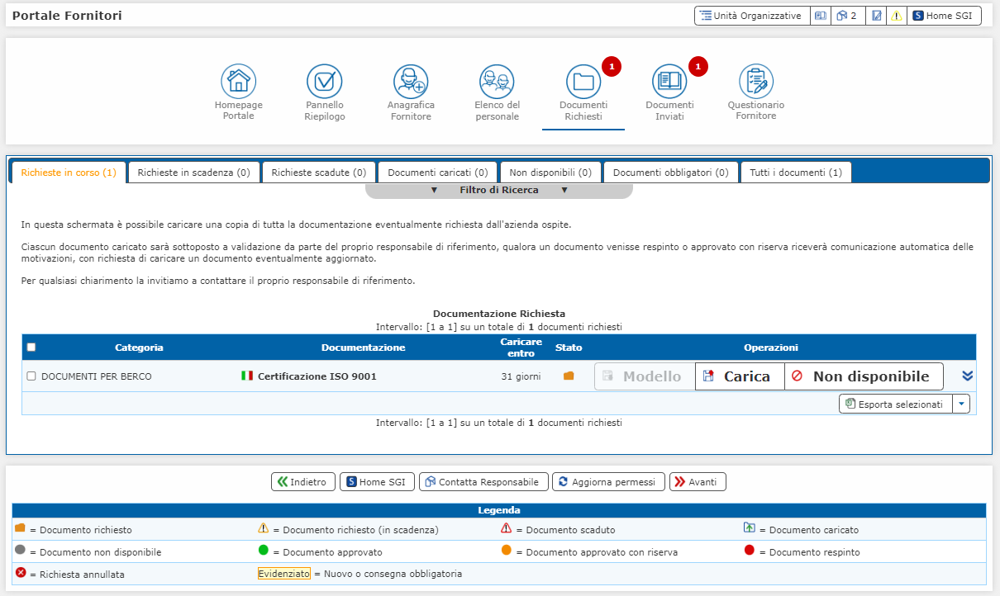 Portale Fornitori
Unità Organizzative 2 Home SGI
1 1
Homepage Portale
Pannello Riepilogo
Anagrafica Fornitore
Elenco del personale
Documenti Richiesti
Documenti Inviati
Questionario Fornitore
Richieste in corso (1) Richieste in scadenza (0) Richieste scadute (0) Documenti caricati (0) Non disponibili (0) Documenti obbligatori (0) Tutti i documenti (1)
▼ Filtro di Ricerca ▼
In questa schermata è possibile caricare una copia di tutta la documentazione eventualmente richiesta dall'azienda ospite.
Ciascun documento caricato sarà sottoposto a validazione da parte del proprio responsabile di riferimento, qualora un documento venisse respinto o approvato con riserva riceverà comunicazione automatica delle
motivazioni, con richiesta di caricare un documento eventualmente aggiornato.
Per qualsiasi chiarimento la invitiamo a contattare il proprio responsabile di riferimento.
Documentazione Richiesta
Intervallo: [1 a 1] su un totale di 1 documenti richiesti
Categoria Documentazione Caricare entro Stato Operazioni
DOCUMENTI PER BERCO Certificazione ISO 9001 31 giorni Modello Carica Non disponibile
Esporta selezionati
Intervallo: [1 a 1] su un totale di 1 documenti richiesti
Indietro S Home SGI Contatta Responsabile Aggiorna permessi Avanti
Legenda
= Documento richiesto = Documento richiesto (in scadenza) = Documento scaduto = Documento caricato
= Documento non disponibile = Documento approvato = Documento approvato con riserva = Documento respinto
= Richiesta annullata Evidenziato = Nuovo o consegna obbligatoria